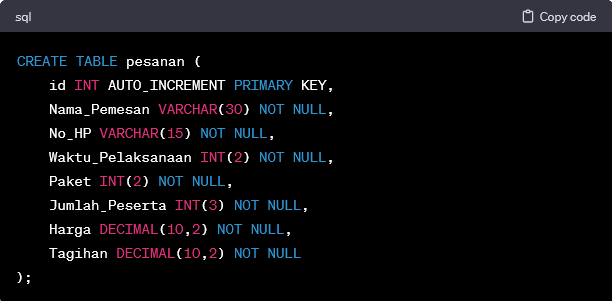 sql Copy code
CREATE TABLE pesanan (
    id INT AUTO_INCREMENT PRIMARY KEY,
    Nama_Pemesan VARCHAR(30) NOT NULL,
    No_HP VARCHAR(15) NOT NULL,
    Waktu_Pelaksanaan INT(2) NOT NULL,
    Paket INT(2) NOT NULL,
    Jumlah_Peserta INT(3) NOT NULL,
    Harga DECIMAL(10,2) NOT NULL,
    Tagihan DECIMAL(10,2) NOT NULL
);